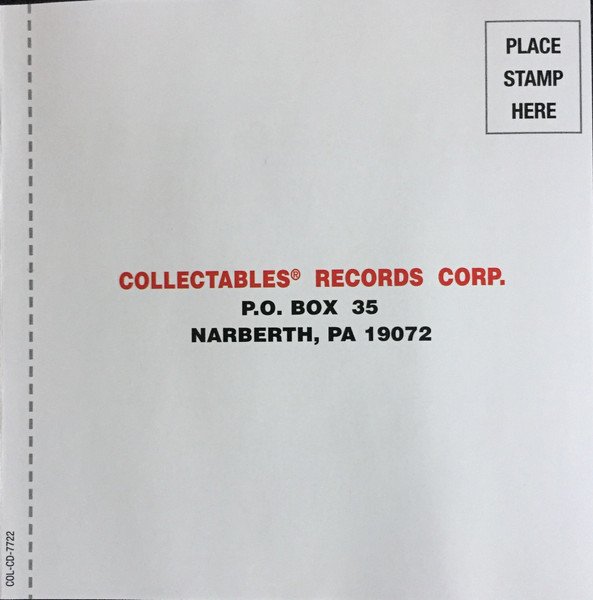 PLACE
STAMP
HERE
COLLECTABLES® RECORDS CORP.
P.O. BOX 35
NARBERTH, PA 19072
COL-CD-7722